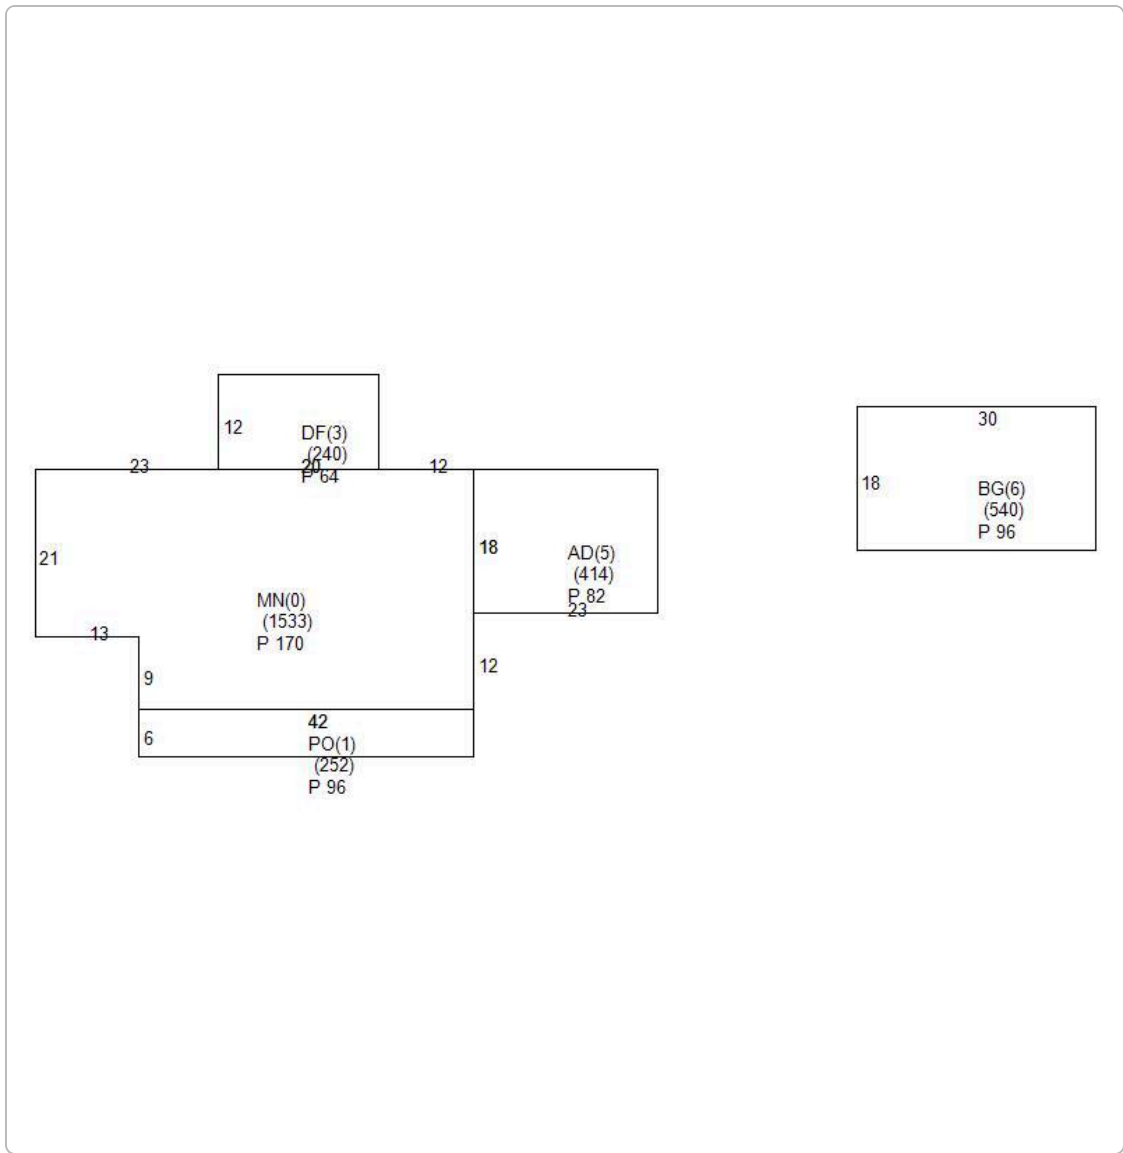 12
DF(3)
(240)
P 64
23
20
12
30
18
BG(6)
(540)
P 96
21
18
AD(5)
(414)
P 82
23
MN(0)
(1533)
P 170
13
9
12
42
6
PO(1)
(252)
P 96